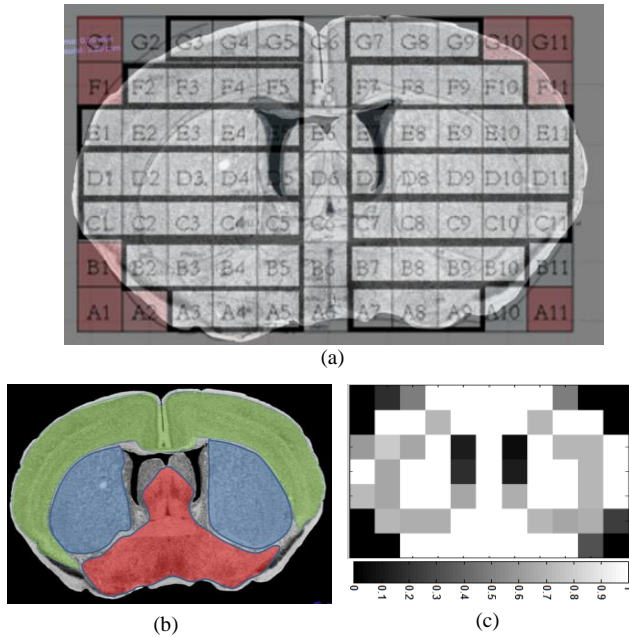 G1 G2 G3 G4 G5 G6 G7 G8 G9 G10 G11
F1 F2 F3 F4 F5 F6 F7 F8 F9 F10 F11
E1 E2 E3 E4 E5 E6 E7 E8 E9 E10 E11
D1 D2 D3 D4 D5 D6 D7 D8 D9 D10 D11
C1 C2 C3 C4 C5 C6 C7 C8 C9 C10 C11
B1 B2 B3 B4 B5 B6 B7 B8 B9 B10 B11
A1 A2 A3 A4 A5 A6 A7 A8 A9 A10 A11
(a)
0 0.1 0.2 0.3 0.4 0.5 0.6 0.7 0.8 0.9
(b)
(c)